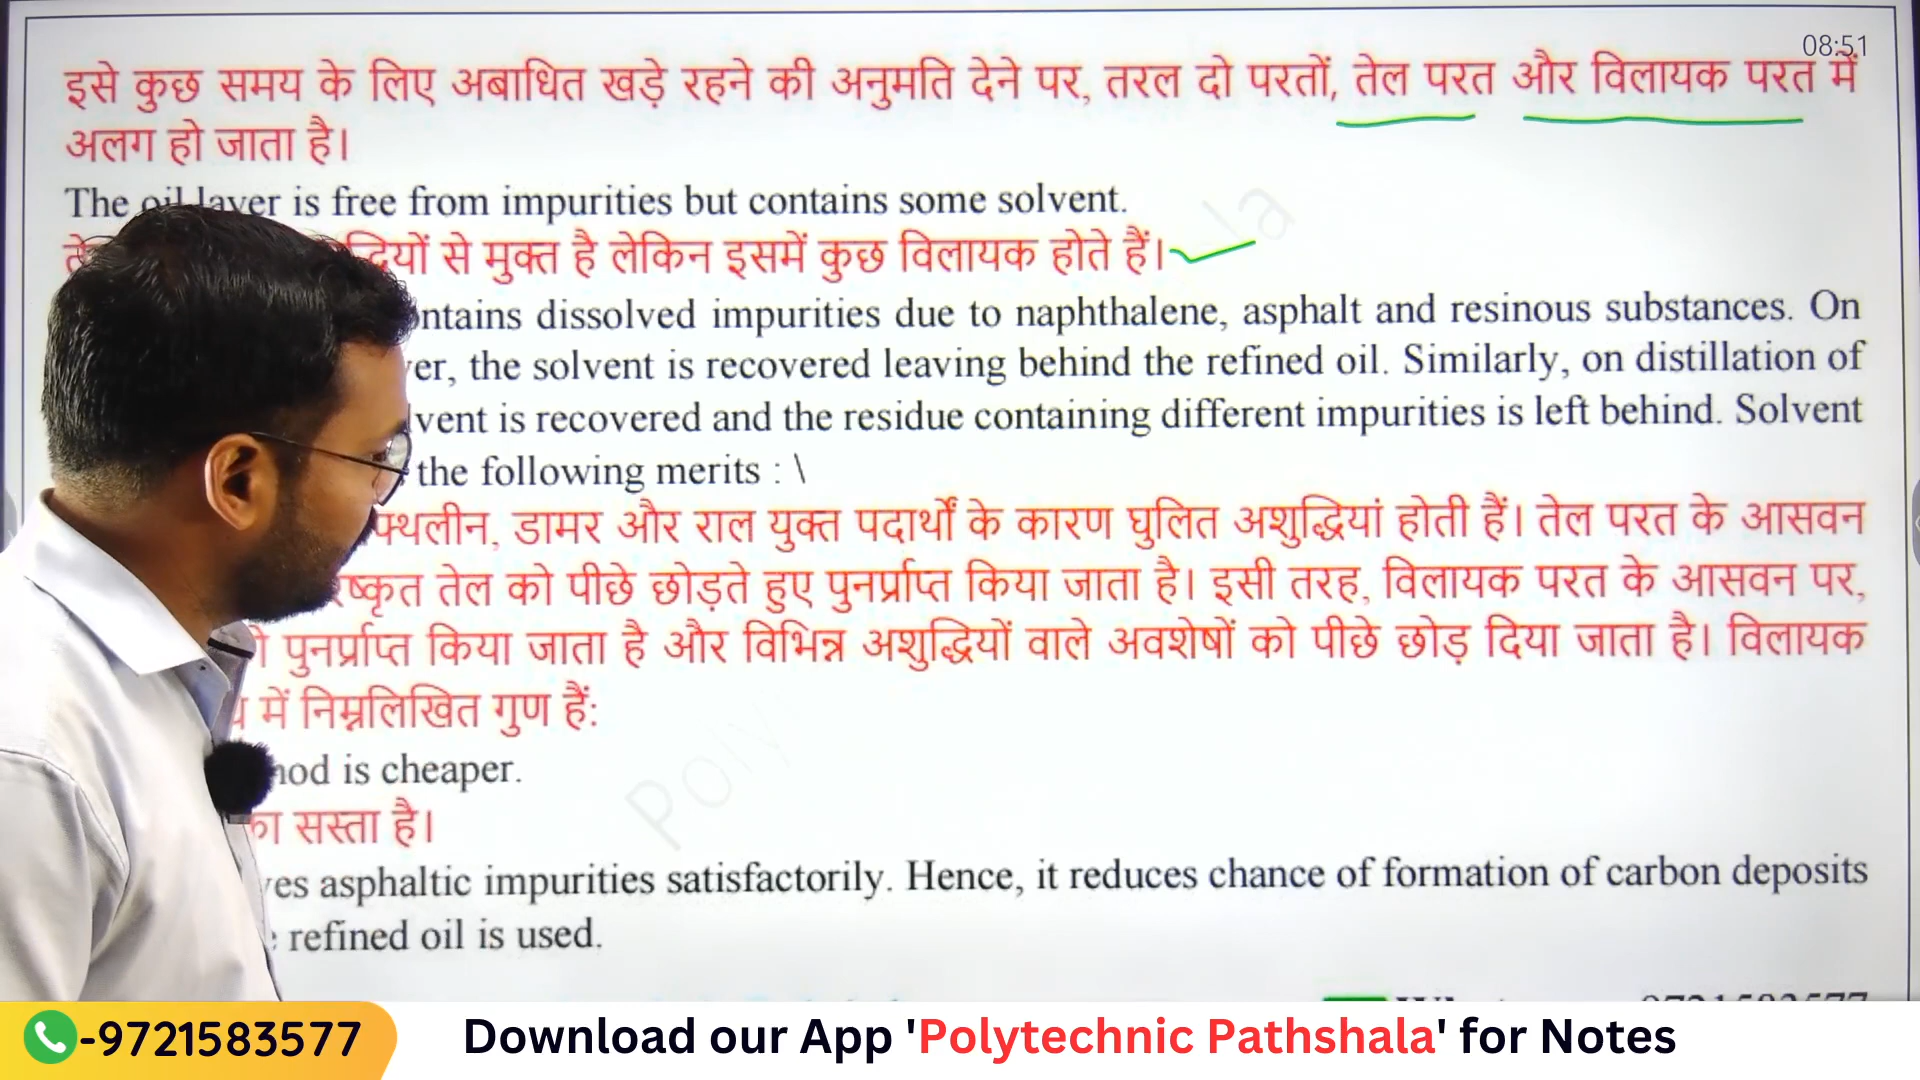 08:51
इसे कुछ समय के लिए अबाधित खड़े रहने की अनुमति देने पर, तरल दो परतों, तेल परत और विलायक परत में
अलग हो जाता है।
The oil layer is free from impurities but contains some solvent.
से मुक्त है लेकिन इसमें कुछ विलायक होते हैं।
dissolved impurities due to naphthalene, asphalt and resinous substances. On
the solvent is recovered leaving behind the refined oil. Similarly, on distillation of
is recovered and the residue containing different impurities is left behind. Solvent
the following merits : \
डामर और राल युक्त पदार्थों के कारण घुलित अशुद्धियां होती हैं। तेल परत के आसवन
तेल को पीछे छोड़ते हुए पुनर्प्राप्त किया जाता है। इसी तरह, विलायक परत के आसवन पर,
पुनर्प्राप्त किया जाता है और विभिन्न अशुद्धियों वाले अवशेषों को पीछे छोड़ दिया जाता है। विलायक
में निम्नलिखित गुण हैं:
is cheaper.
सस्ता है।
asphaltic impurities satisfactorily. Hence, it reduces chance of formation of carbon deposits
refined oil is used.
-9721583577
Download our App 'Polytechnic Pathshala' for Notes